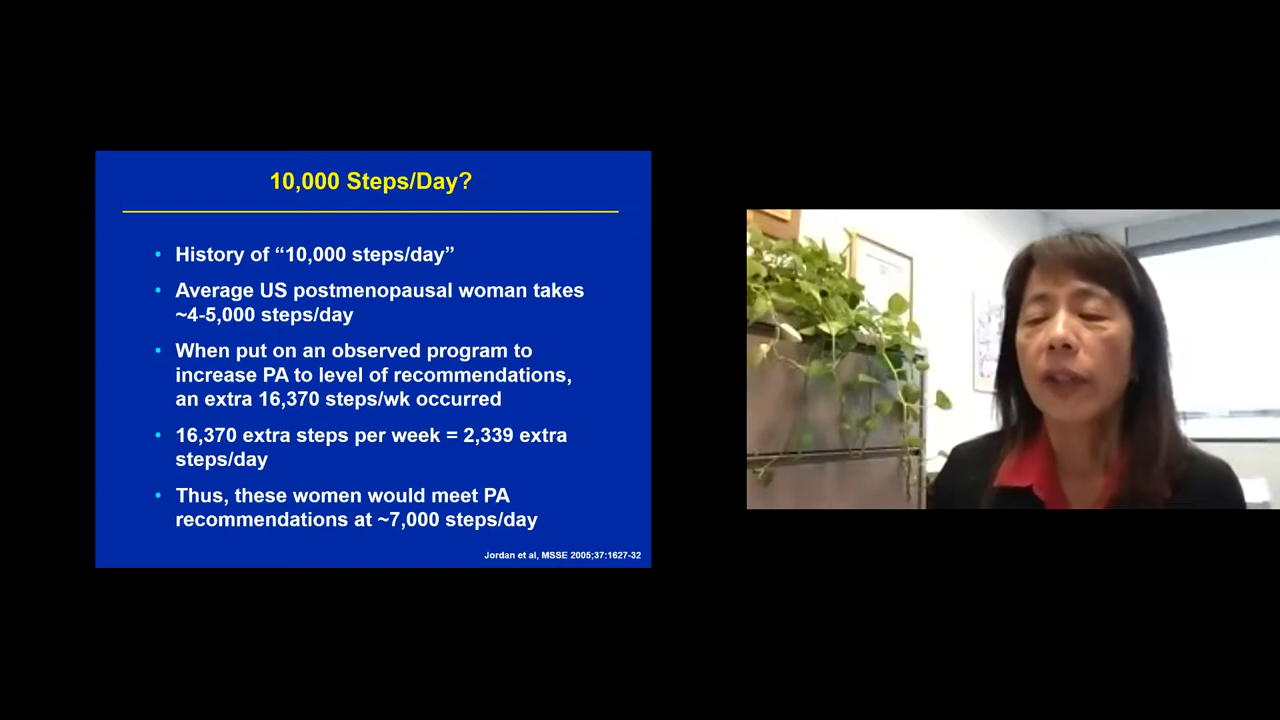 10,000 Steps/Day?
• History of “10,000 steps/day”
• Average US postmenopausal woman takes
~4-5,000 steps/day
• When put on an observed program to
increase PA to level of recommendations,
an extra 16,370 steps/wk occurred
• 16,370 extra steps per week = 2,339 extra
steps/day
• Thus, these women would meet PA
recommendations at ~7,000 steps/day
Jordan et al, MSSE 2005;37:1627-32